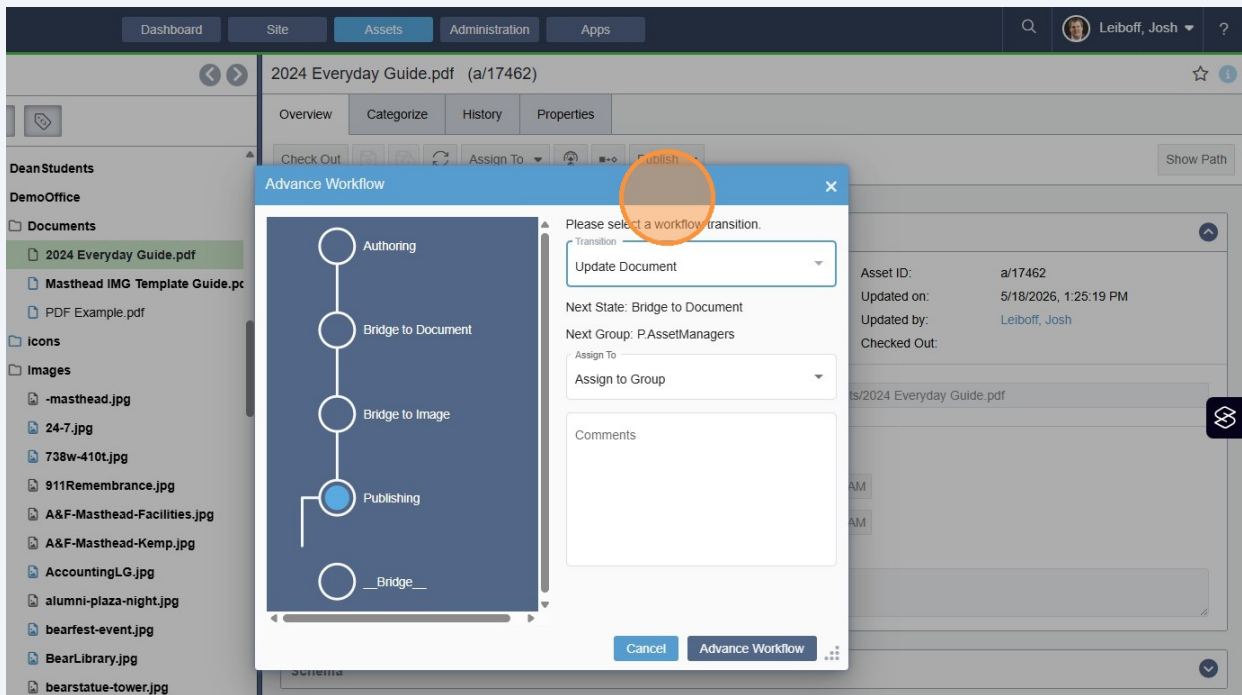 Dashboard
Site
Assets
Administration
Apps
Leiboff, Josh
?
2024 Everyday Guide.pdf (a/17462)
Overview
Categorize
History
Properties
Check Out
Assign To
Publish
Show Path
DeanStudents
DemoOffice
Documents
2024 Everyday Guide.pdf
Masthead IMG Template Guide.pc
PDF Example.pdf
icons
Images
-masthead.jpg
24-7.jpg
738w-410t.jpg
911Remembrance.jpg
A&F-Masthead-Facilities.jpg
A&F-Masthead-Kemp.jpg
AccountingLG.jpg
alumni-plaza-night.jpg
bearfest-event.jpg
BearLibrary.jpg
bearstatue-tower.jpg
Advance Workflow
Authoring
Bridge to Document
Bridge to Image
Publishing
__Bridge__
Please select a workflow transition.
Transition
Update Document
Next State: Bridge to Document
Next Group: P.AssetManagers
Assign To
Assign to Group
Comments
Cancel
Advance Workflow
Asset ID: a/17462
Updated on: 5/18/2026, 1:25:19 PM
Updated by: Leiboff, Josh
Checked Out:
ts/2024 Everyday Guide.pdf
AM
AM
Schema